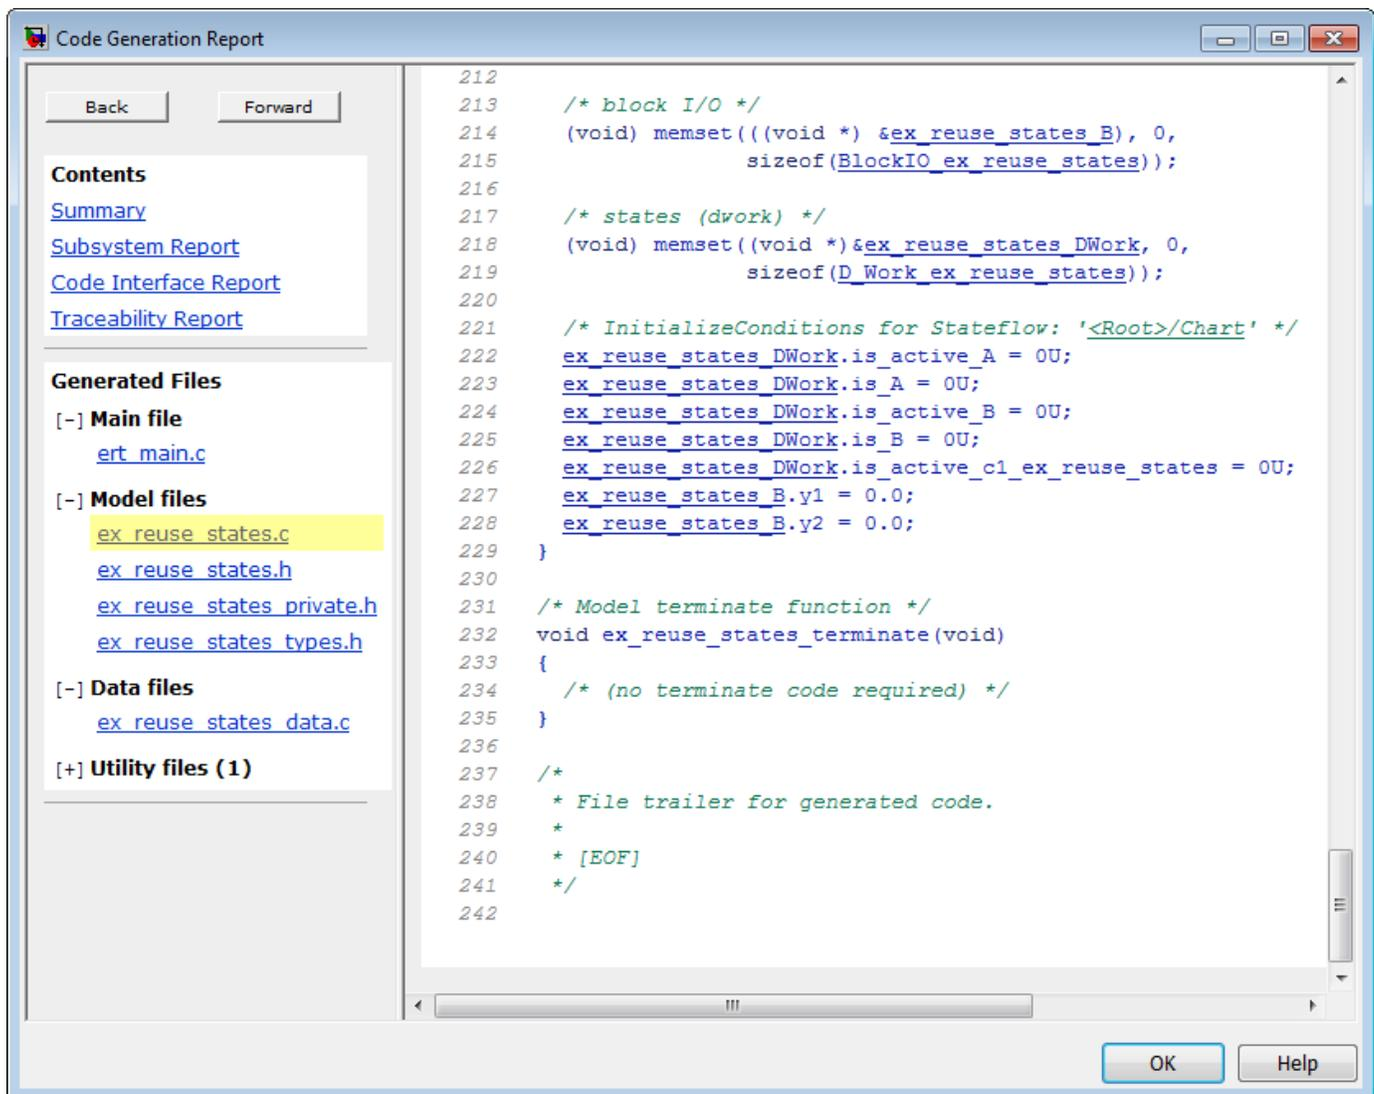 Code Generation Report
Back
Forward
Contents
Summary
Subsystem Report
Code Interface Report
Traceability Report
Generated Files
[-] Main file
ert_main.c
[-] Model files
ex_reuse_states.c
ex_reuse_states.h
ex_reuse_states_private.h
ex_reuse_states_types.h
[-] Data files
ex_reuse_states_data.c
[+] Utility files (1)
212
213 /* block I/O */
214 (void) memset(((void *) &ex_reuse_states_B), 0,
215 sizeof(BlockIO_ex_reuse_states));
216
217 /* states (dwork) */
218 (void) memset((void *)&ex_reuse_states_DWork, 0,
219 sizeof(D_Work_ex_reuse_states));
220
221 /* InitializeConditions for Stateflow: '<Root>/Chart' */
222 ex_reuse_states_DWork.is_active_A = 0U;
223 ex_reuse_states_DWork.is_A = 0U;
224 ex_reuse_states_DWork.is_active_B = 0U;
225 ex_reuse_states_DWork.is_B = 0U;
226 ex_reuse_states_DWork.is_active_c1_ex_reuse_states = 0U;
227 ex_reuse_states_B.y1 = 0.0;
228 ex_reuse_states_B.y2 = 0.0;
229 }
230
231 /* Model terminate function */
232 void ex_reuse_states_terminate(void)
233 {
234 /* (no terminate code required) */
235 }
236
237 /*
238 * File trailer for generated code.
239 *
240 * [EOF]
241 */
242
OK
Help